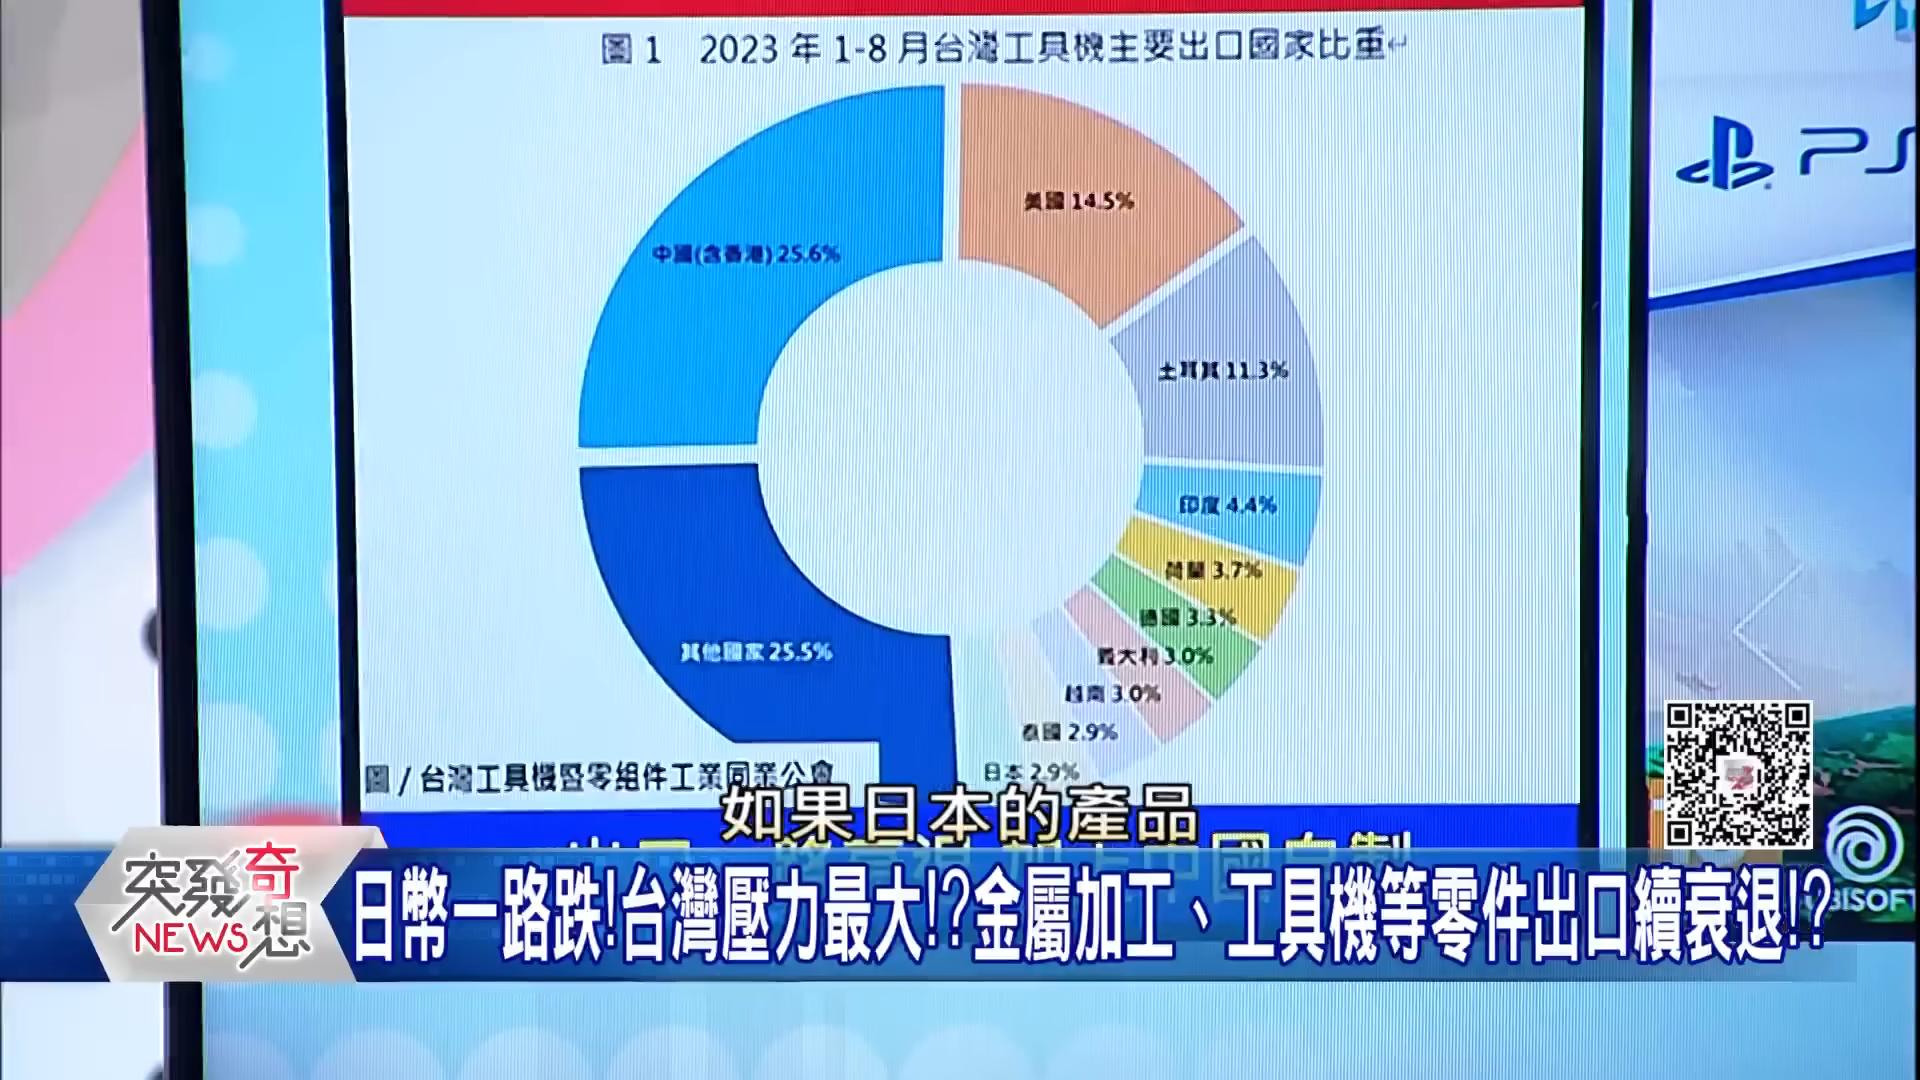 圖 1 2023 年 1-8 月台灣工具機主要出口國家比重
美國 14.5%
中國(含香港) 25.6%
土耳其 11.3%
印度 4.4%
荷蘭 3.7%
德國 3.3%
義大利 3.0%
其他國家 25.5%
越南 3.0%
泰國 2.9%
日本 2.9%
圖 / 台灣工具機暨零組件工業同業公會
PS
如果日本的產品
突發奇想
NEWS
日幣一路跌!台灣壓力最大!?金屬加工、工具機等零件出口續衰退!?
UBISOFT